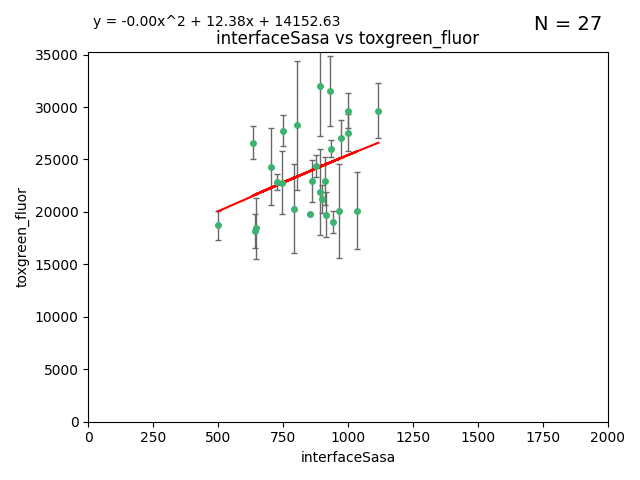 y = -0.00x^2 + 12.38x + 14152.63
N = 27
interfaceSasa vs toxgreen_fluor
35000
30000
25000
20000
15000
10000
5000
0
toxgreen_fluor
0 250 500 750 1000 1250 1500 1750 2000
interfaceSasa